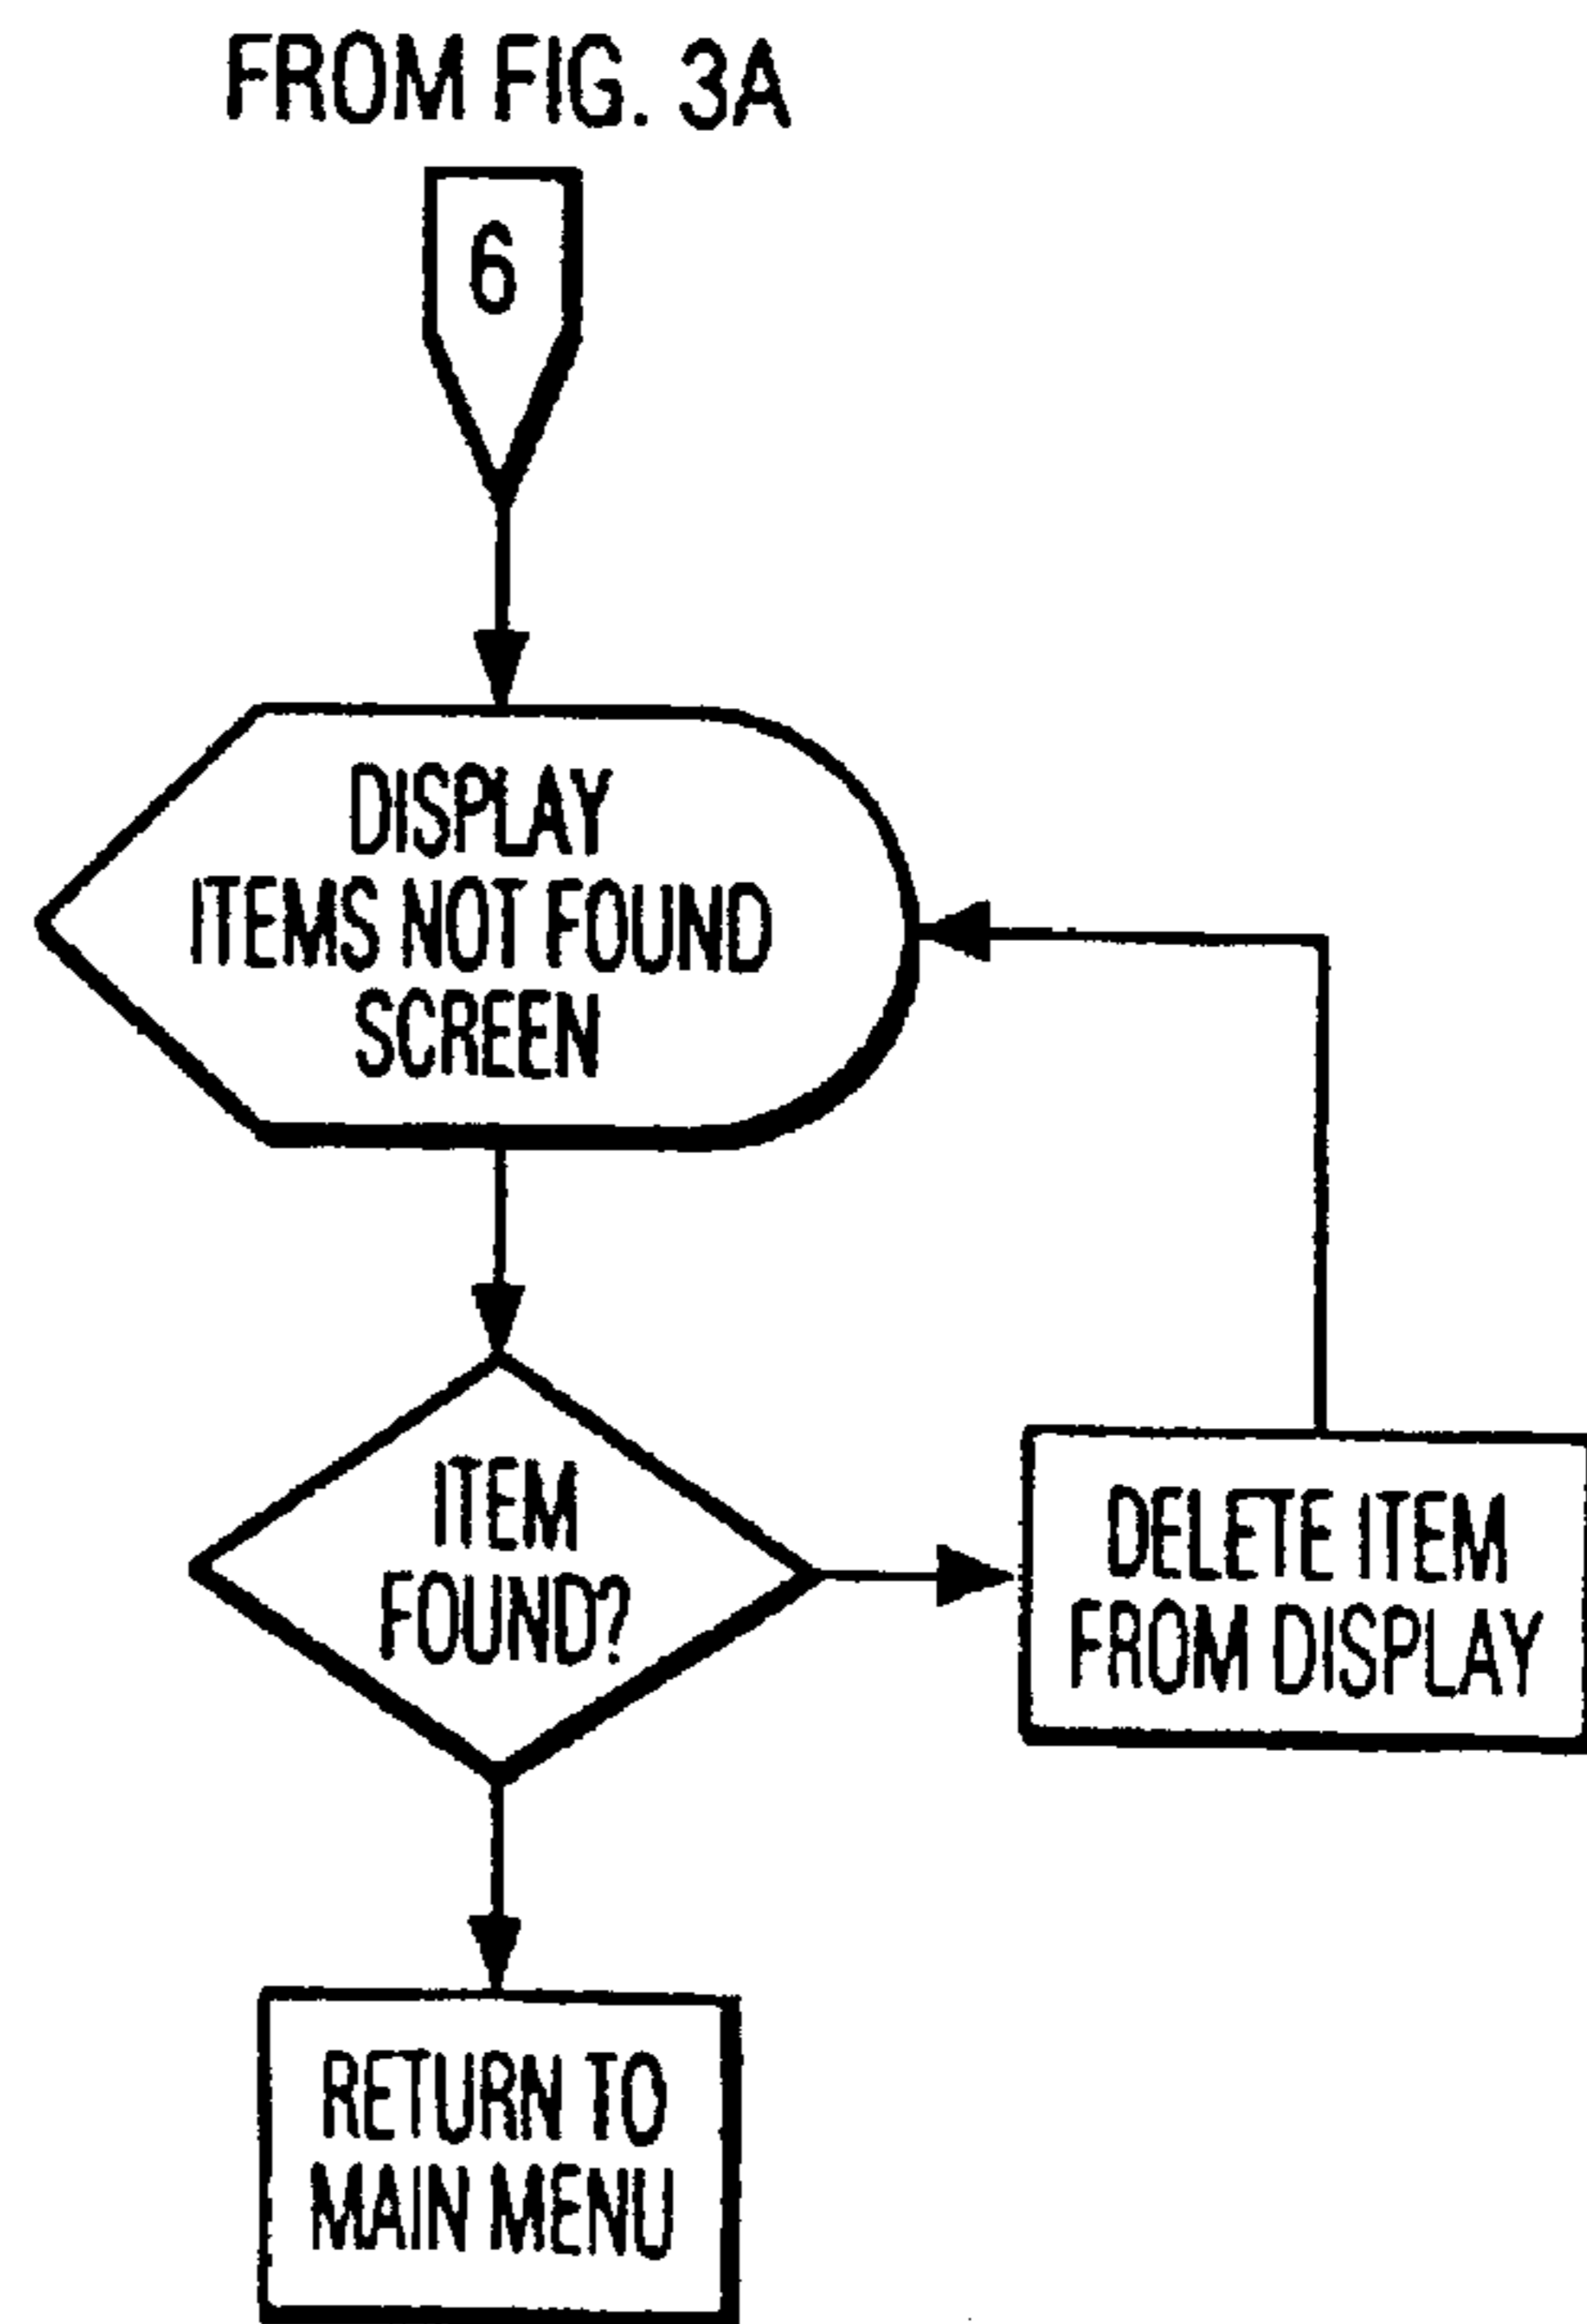 FROM FIG. 3A
6
DISPLAY
ITEMS NOT FOUND
SCREEN
ITEM
FOUND?
DELETE ITEM
FROM DISPLAY
RETURN TO
MAIN MENU